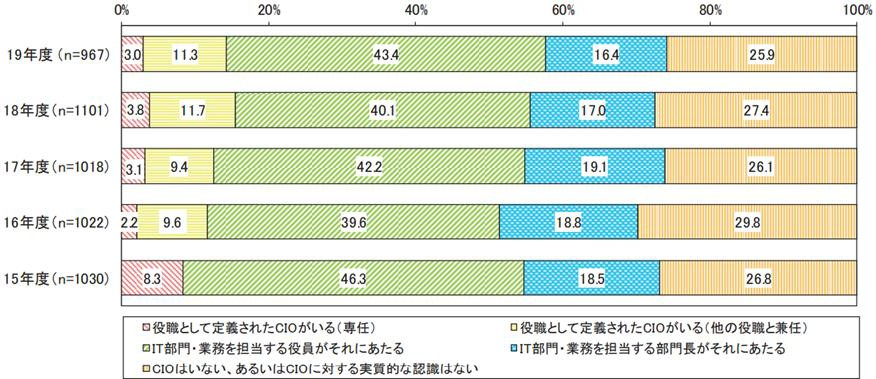 0% 20% 40% 60% 80% 100%
19年度(n=967) 3.0 11.3 43.4 16.4 25.9
18年度(n=1101) 3.8 11.7 40.1 17.0 27.4
17年度(n=1018) 3.1 9.4 42.2 19.1 26.1
16年度(n=1022) 2.2 9.6 39.6 18.8 29.8
15年度(n=1030) 8.3 46.3 18.5 26.8
役職として定義されたCIOがいる(専任) 役職として定義されたCIOがいる(他の役職と兼任)
IT部門・業務を担当する役員がそれにあたる IT部門・業務を担当する部門長がそれにあたる
CIOはいない、あるいはCIOに対する実質的な認識はない